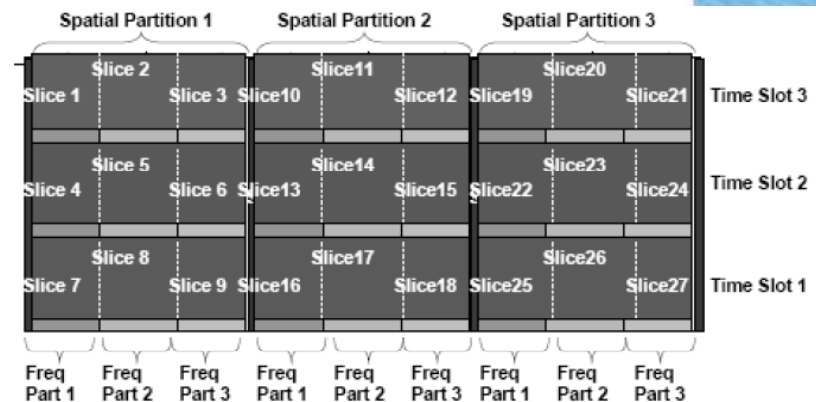 Spatial Partition 1 Spatial Partition 2 Spatial Partition 3
Slice 2 Slice11 Slice20
Slice 1 Slice 3 Slice10 Slice12 Slice19 Slice21 Time Slot 3
Slice 5 Slice14 Slice23
Slice 4 Slice 6 Slice13 Slice15 Slice22 Slice24 Time Slot 2
Slice 8 Slice17 Slice26
Slice 7 Slice 9 Slice16 Slice18 Slice25 Slice27 Time Slot 1
Freq Freq Freq Freq Freq Freq Freq Freq Freq
Part 1 Part 2 Part 3 Part 1 Part 2 Part 3 Part 1 Part 2 Part 3